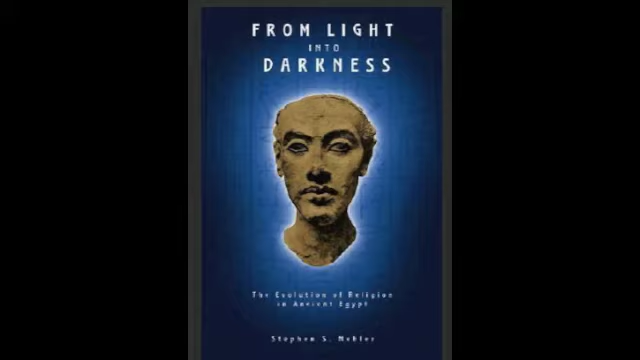 FROM LIGHT
INTO
DARKNESS
The Evolution of Religion
in Ancient Egypt
Stephen S. Mehler